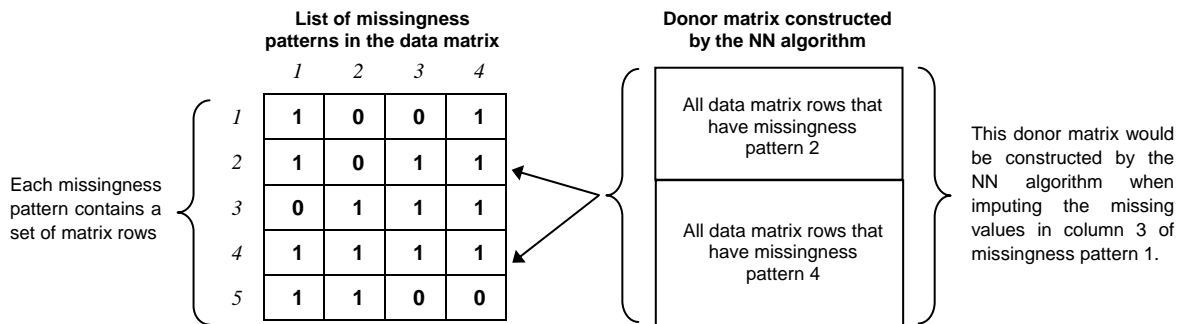 List of missingness
patterns in the data matrix
1 2 3 4
1 1 0 0 1
2 1 0 1 1
3 0 1 1 1
4 1 1 1 1
5 1 1 0 0
Each missingness
pattern contains a
set of matrix rows
Donor matrix constructed
by the NN algorithm
All data matrix rows that
have missingness
pattern 2
All data matrix rows that
have missingness
pattern 4
This donor matrix would
be constructed by the
NN algorithm when
imputing the missing
values in column 3 of
missingness pattern 1.